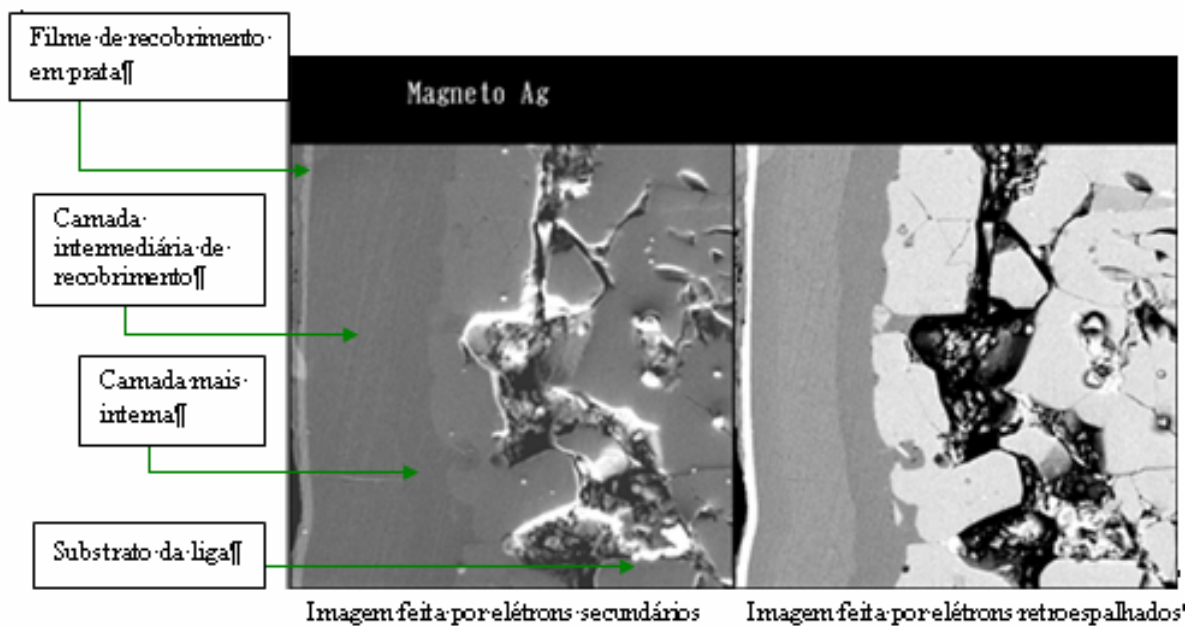 Filme·de·recobrimento·
em·prata¶
Magneto Ag
Camada·
intermediária·de·
recobrimento¶
Camada·mais·
interna¶
Substrato·da·liga¶
Imagem·feita·por·elétrons·secundários
Imagem·feita·por·elétrons·retroespalhados